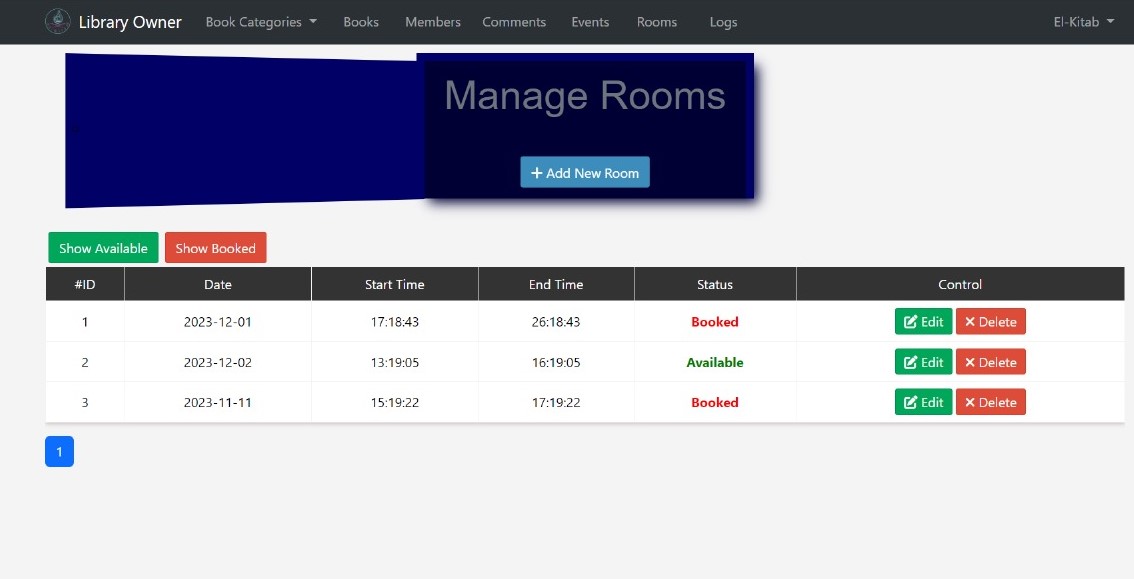 Library Owner Book Categories Books Members Comments Events Rooms Logs El-Kitab
Manage Rooms
+ Add New Room
Show Available Show Booked
#ID Date Start Time End Time Status Control
1 2023-12-01 17:18:43 26:18:43 Booked Edit Delete
2 2023-12-02 13:19:05 16:19:05 Available Edit Delete
3 2023-11-11 15:19:22 17:19:22 Booked Edit Delete
1